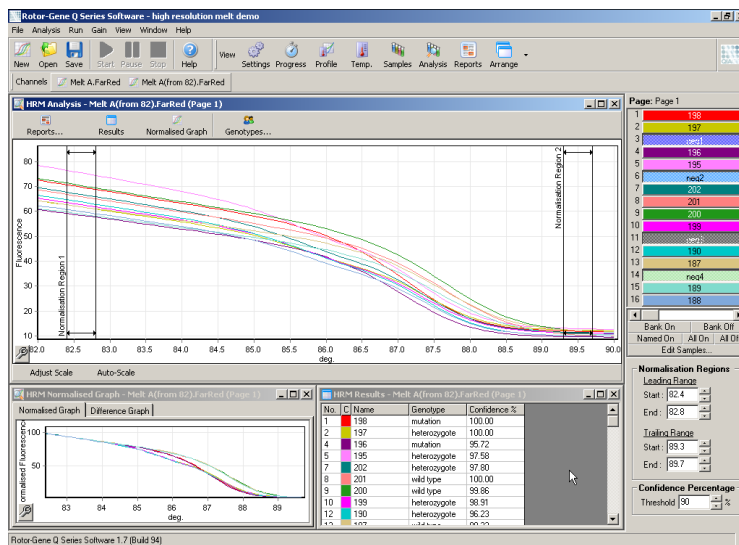 Rotor-Gene Q Series Software - high resolution melt demo
File Analysis Run Gain View Window Help
New Open Save Start Pause Stop Help View Settings Progress Profile Temp. Samples Analysis Reports Arrange
Channels Melt A.FarRed Melt A(from 82).FarRed
HRM Analysis - Melt A(from 82).FarRed (Page 1)
Reports... Results Normalised Graph Genotypes...
80
70
60
50
40
30
20
10
Fluorescence
Normalisation Region 1
Normalisation Region 2
82.0 82.5 83.0 83.5 84.0 84.5 85.0 85.5 86.0 86.5 87.0 87.5 88.0 88.5 89.0 89.5 90.0
deg.
Adjust Scale Auto-Scale
Page: Page 1
1 198
2 197
3 neg1
4 196
5 195
6 neg2
7 202
8 201
9 200
10 199
11
12 190
13 187
14 neg4
15 189
16 188
Bank On Bank Off
Named On All On All Off
Edit Samples...
Normalisation Regions
Leading Range
Start : 82.4
End : 82.8
Trailing Range
Start : 89.3
End : 89.7
Confidence Percentage
Threshold 90 %
HRM Normalised Graph - Melt A(from 82).FarRed (Page 1)
Normalised Graph Difference Graph
100
50
83 84 85 86 87 88 89
deg.
HRM Results - Melt A(from 82).FarRed (Page 1)
No. C Name Genotype Confidence %
1 198 mutation 100.00
2 197 heterozygote 100.00
4 196 mutation 95.72
5 195 heterozygote 97.58
7 202 heterozygote 97.80
8 201 wild type 100.00
9 200 wild type 99.86
10 199 heterozygote 98.91
12 190 heterozygote 96.23
187 wild type
Rotor-Gene Q Series Software 1.7 (Build 94)